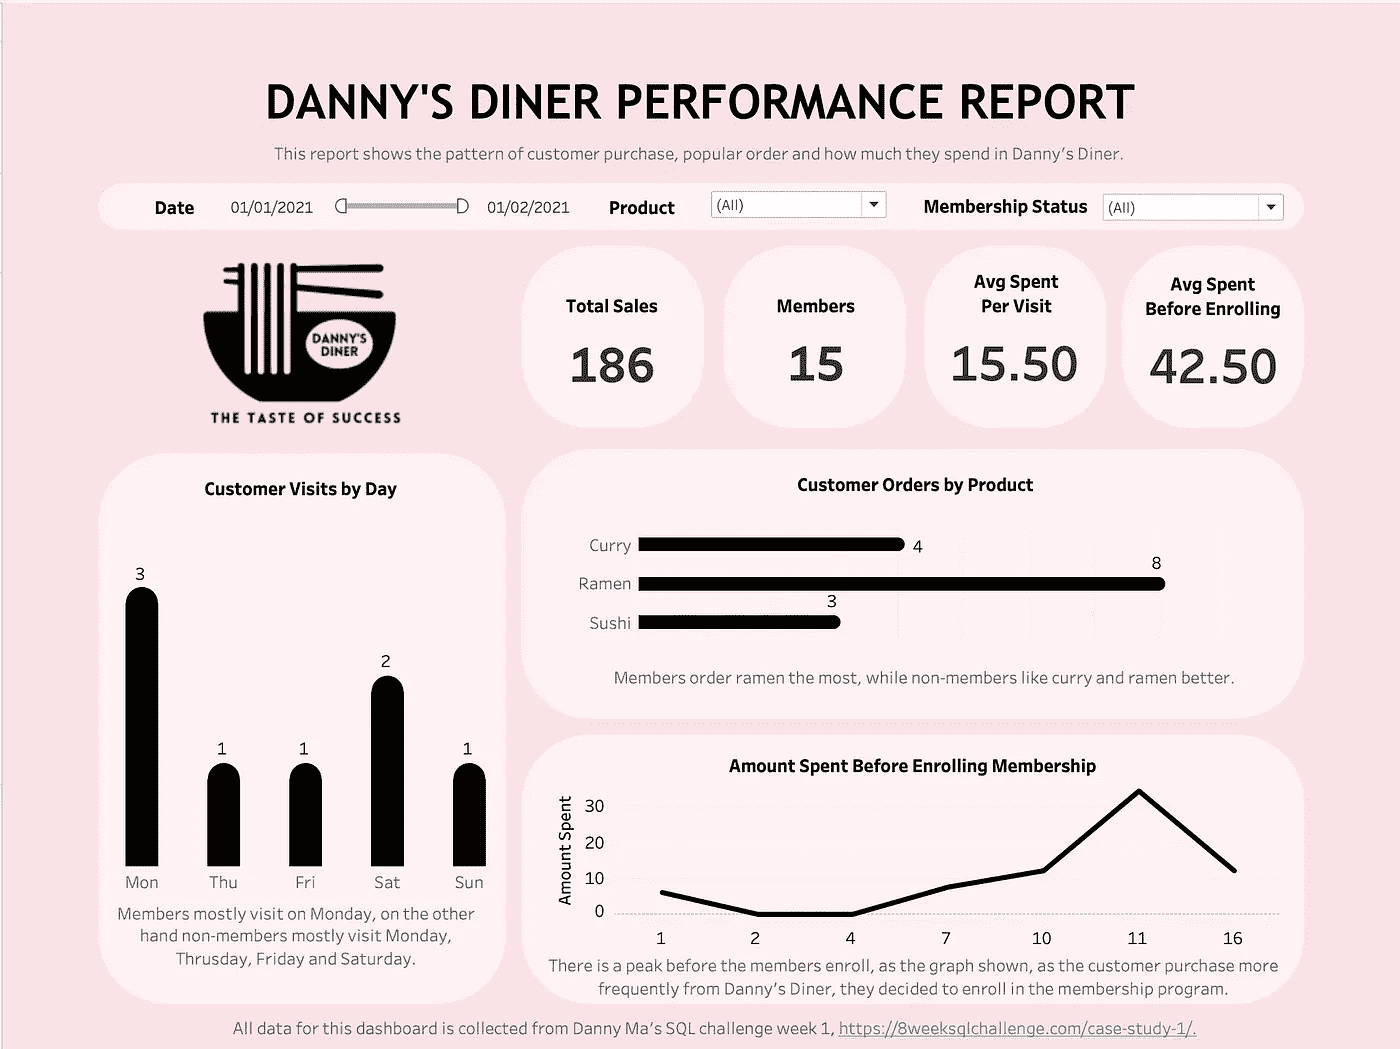 DANNY'S DINER PERFORMANCE REPORT
This report shows the pattern of customer purchase, popular order and how much they spend in Danny's Diner.
Date 01/01/2021 01/02/2021 Product (All) Membership Status (All)
DANNY'S
DINER
THE TASTE OF SUCCESS
Total Sales
186
Members
15
Avg Spent
Per Visit
15.50
Avg Spent
Before Enrolling
42.50
Customer Visits by Day
3
1
1
2
1
Mon Thu Fri Sat Sun
Members mostly visit on Monday, on the other
hand non-members mostly visit Monday,
Thrusday, Friday and Saturday.
Customer Orders by Product
Curry 4
Ramen 8
Sushi 3
Members order ramen the most, while non-members like curry and ramen better.
Amount Spent Before Enrolling Membership
Amount Spent
30
20
10
0
1 2 4 7 10 11 16
There is a peak before the members enroll, as the graph shown, as the customer purchase more
frequently from Danny's Diner, they decided to enroll in the membership program.
All data for this dashboard is collected from Danny Ma's SQL challenge week 1, https://8weeksqlchallenge.com/case-study-1/.